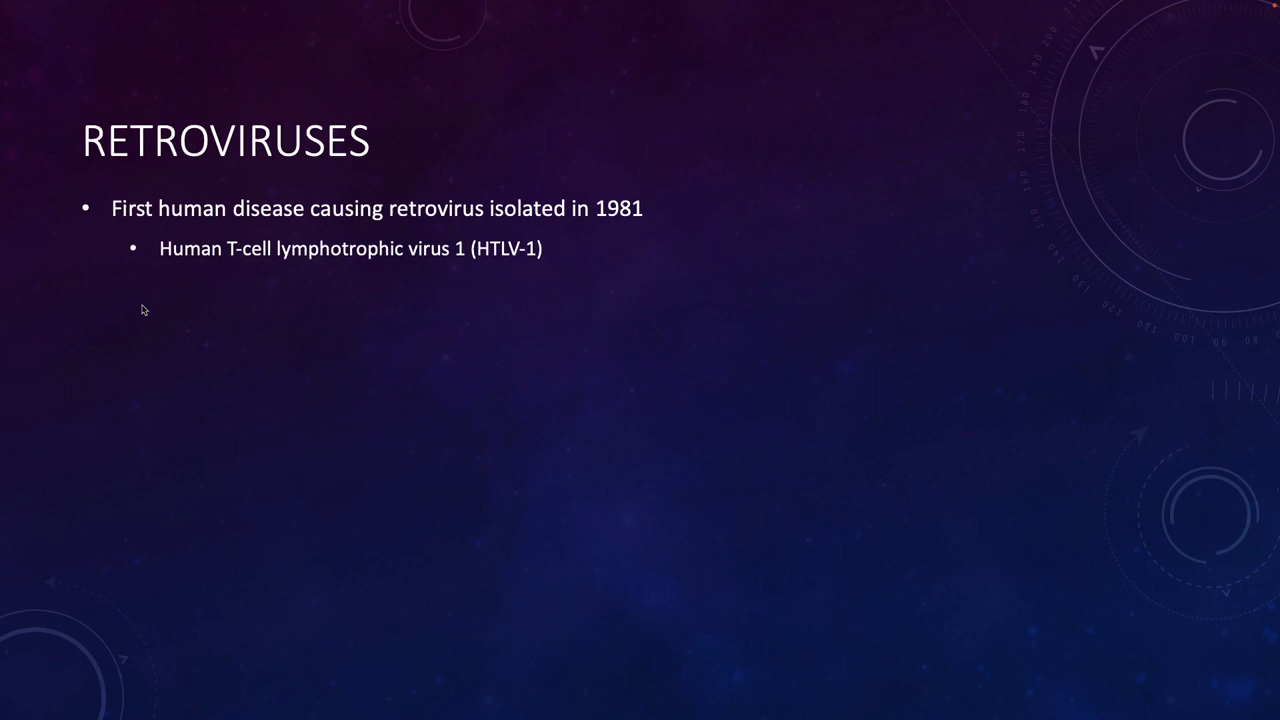 RETROVIRUSES
• First human disease causing retrovirus isolated in 1981
• Human T-cell lymphotrophic virus 1 (HTLV-1)